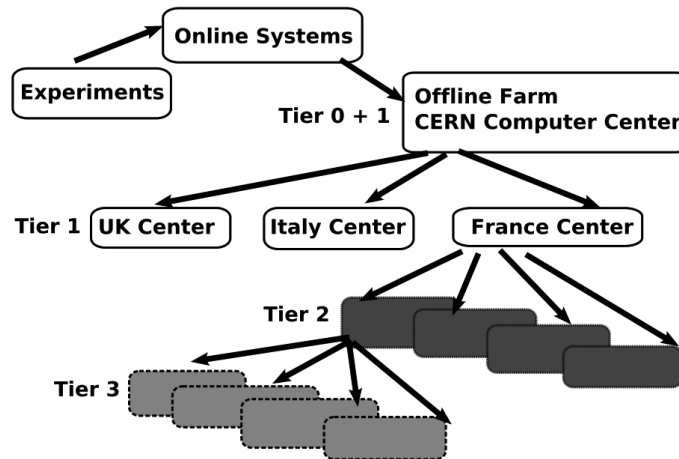 Online Systems
Experiments
Offline Farm
Tier 0 + 1
CERN Computer Center
Tier 1
UK Center
Italy Center
France Center
Tier 2
Tier 3